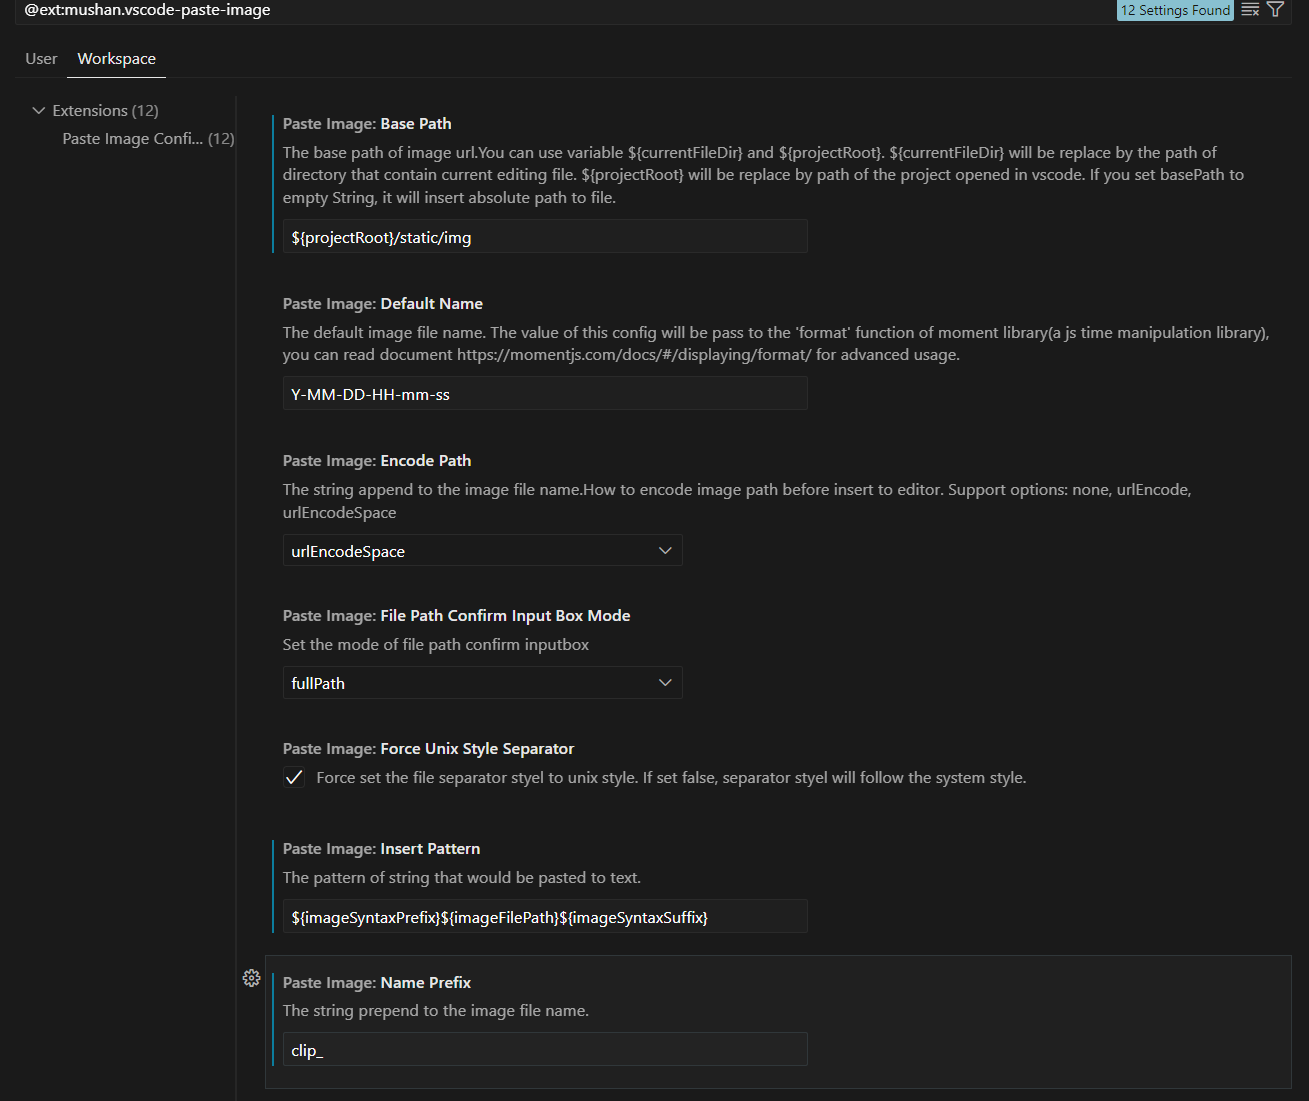 @ext:mushan.vscode-paste-image
12 Settings Found
User
Workspace
Extensions (12)
Paste Image Confi... (12)
Paste Image: Base Path
The base path of image url.You can use variable ${currentFileDir} and ${projectRoot}. ${currentFileDir} will be replace by the path of
directory that contain current editing file. ${projectRoot} will be replace by path of the project opened in vscode. If you set basePath to
empty String, it will insert absolute path to file.
${projectRoot}/static/img
Paste Image: Default Name
The default image file name. The value of this config will be pass to the 'format' function of moment library(a js time manipulation library),
you can read document https://momentjs.com/docs/#/displaying/format/ for advanced usage.
Y-MM-DD-HH-mm-ss
Paste Image: Encode Path
The string append to the image file name.How to encode image path before insert to editor. Support options: none, urlEncode,
urlEncodeSpace
urlEncodeSpace
Paste Image: File Path Confirm Input Box Mode
Set the mode of file path confirm inputbox
fullPath
Paste Image: Force Unix Style Separator
Force set the file separator styel to unix style. If set false, separator styel will follow the system style.
Paste Image: Insert Pattern
The pattern of string that would be pasted to text.
${imageSyntaxPrefix}${imageFilePath}${imageSyntaxSuffix}
Paste Image: Name Prefix
The string prepend to the image file name.
clip_